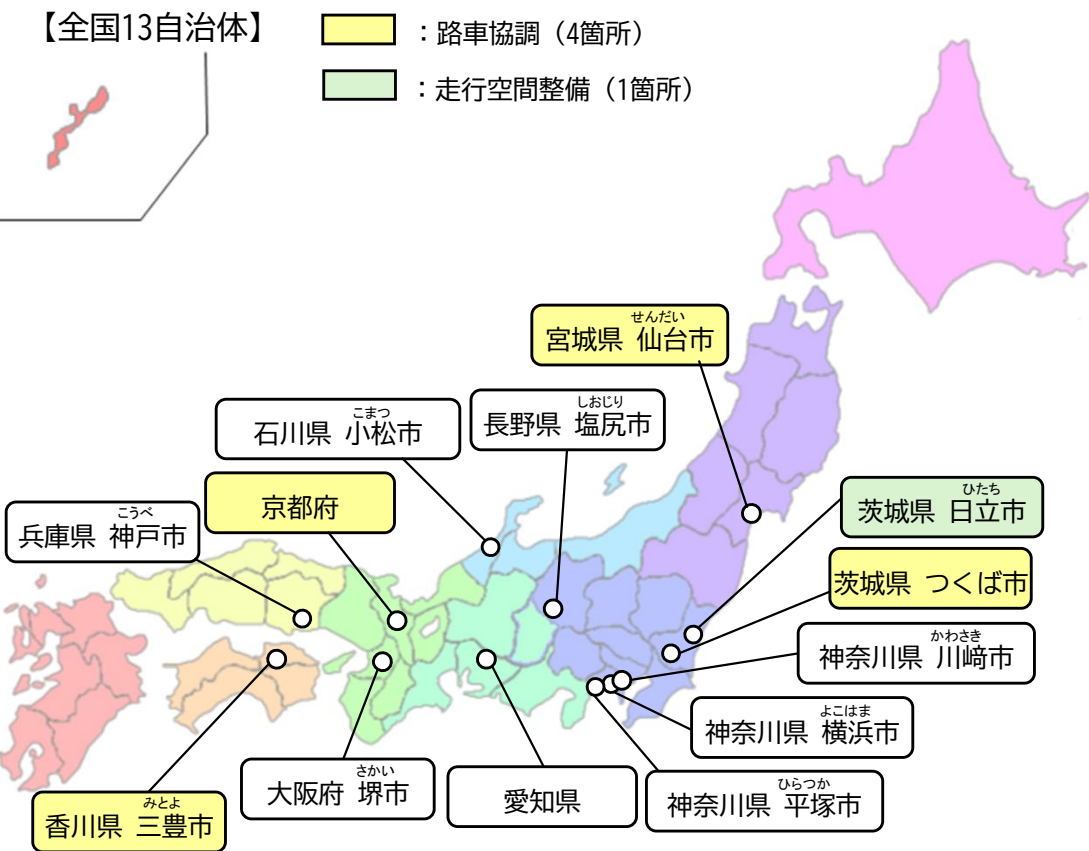 【全国13自治体】
：路車協調（4箇所）
：走行空間整備（1箇所）
せんだい
宮城県 仙台市
しおじり
長野県 塩尻市
こまつ
石川県 小松市
京都府
こうべ
兵庫県 神戸市
ひたち
茨城県 日立市
茨城県 つくば市
かわさき
神奈川県 川崎市
よこはま
神奈川県 横浜市
ひらつか
神奈川県 平塚市
愛知県
さかい
大阪府 堺市
みとよ
香川県 三豊市